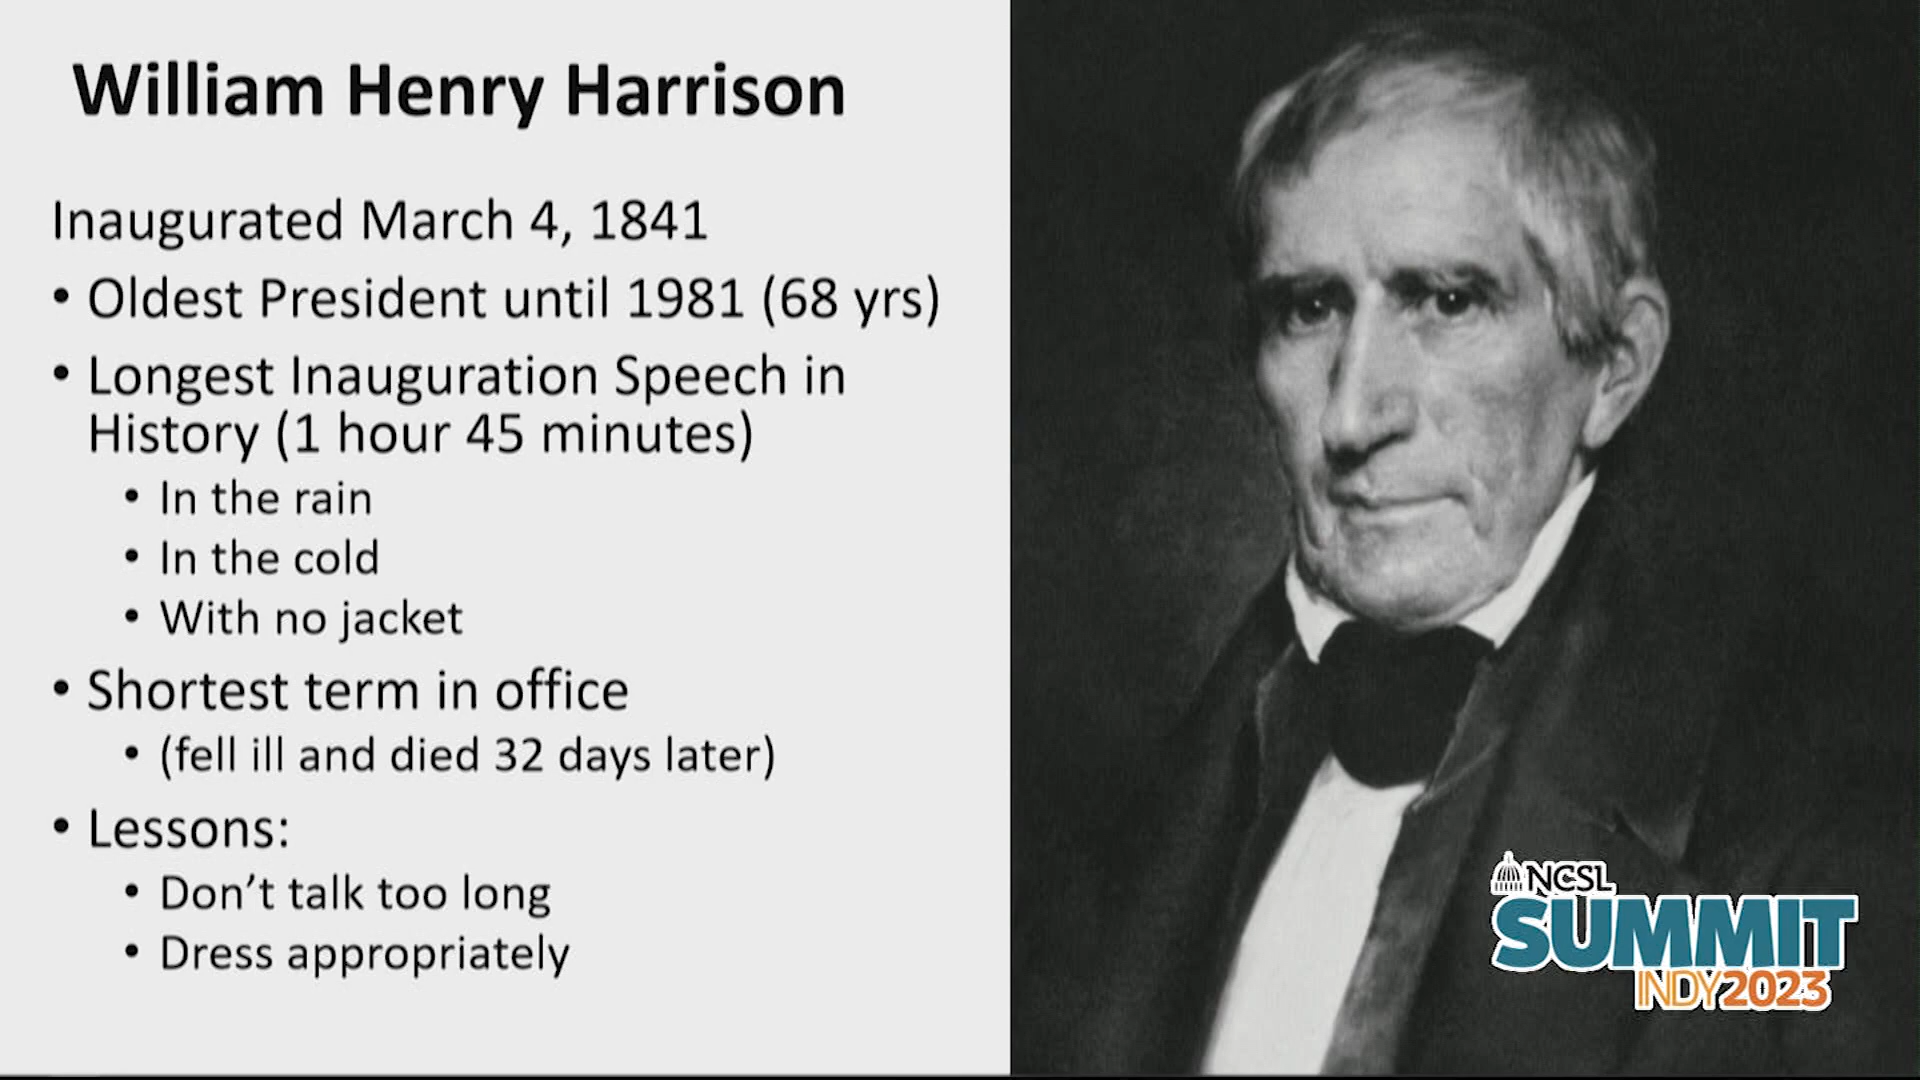 William Henry Harrison
Inaugurated March 4, 1841
• Oldest President until 1981 (68 yrs)
• Longest Inauguration Speech in
History (1 hour 45 minutes)
• In the rain
• In the cold
• With no jacket
• Shortest term in office
• (fell ill and died 32 days later)
• Lessons:
• Don't talk too long
• Dress appropriately
NCSL
SUMMIT
INDY2023